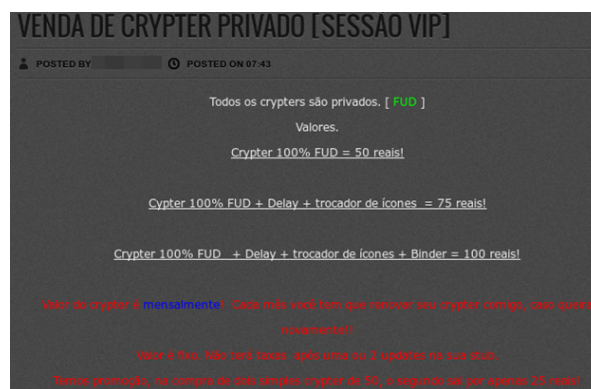 VENDA DE CRYPTER PRIVADO [SESSÃO VIP]
POSTED BY POSTED ON 07:43
Todos os crypters são privados. [ FUD ]
Valores.
Crypter 100% FUD = 50 reais!
Cypter 100% FUD + Delay + trocador de ícones = 75 reais!
Crypter 100% FUD + Delay + trocador de ícones + Binder = 100 reais!
Valor do cryptor é mensalmente! Cada mês você tem que renovar seu crypter comigo, caso queira
novamente!!
Valor é fixo. Não terá taxas após uma ou 2 updates na sua stub.
Temos promoção, na compra de dois simples crypter de 50, o segundo sai por apenas 25 reais!